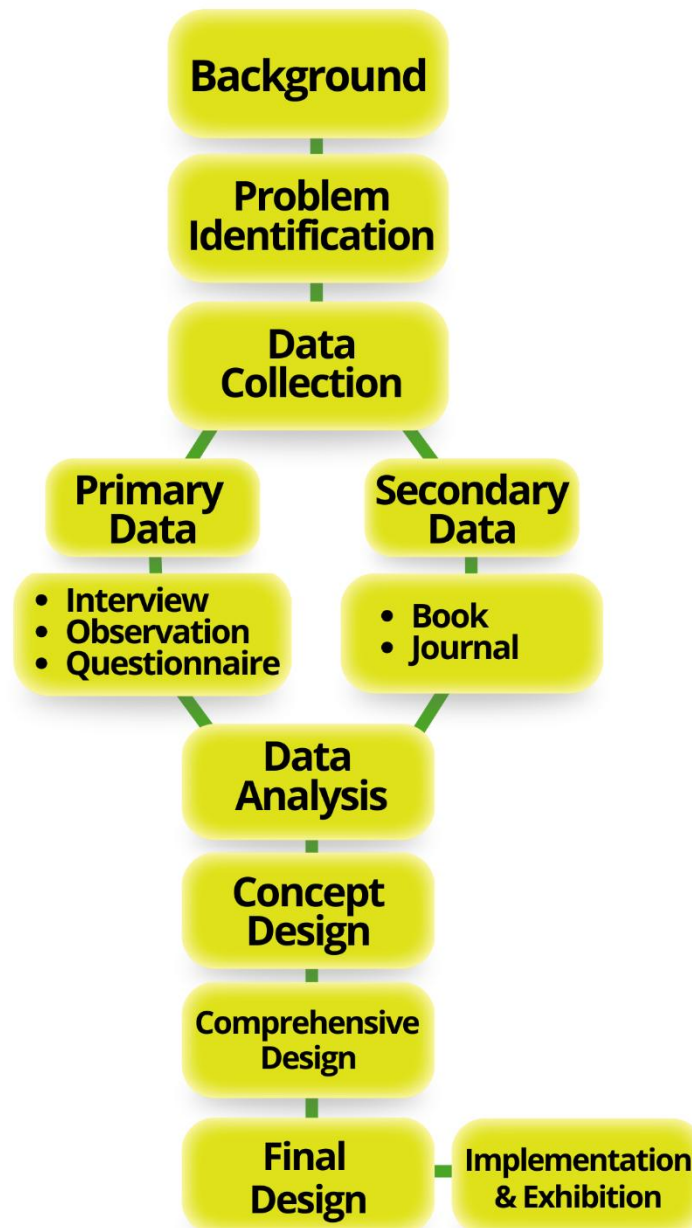 Background
Problem
Identification
Data
Collection
Primary
Data
Secondary
Data
• Interview
• Observation
• Questionnaire
• Book
• Journal
Data
Analysis
Concept
Design
Comprehensive
Design
Final
Design
Implementation
& Exhibition